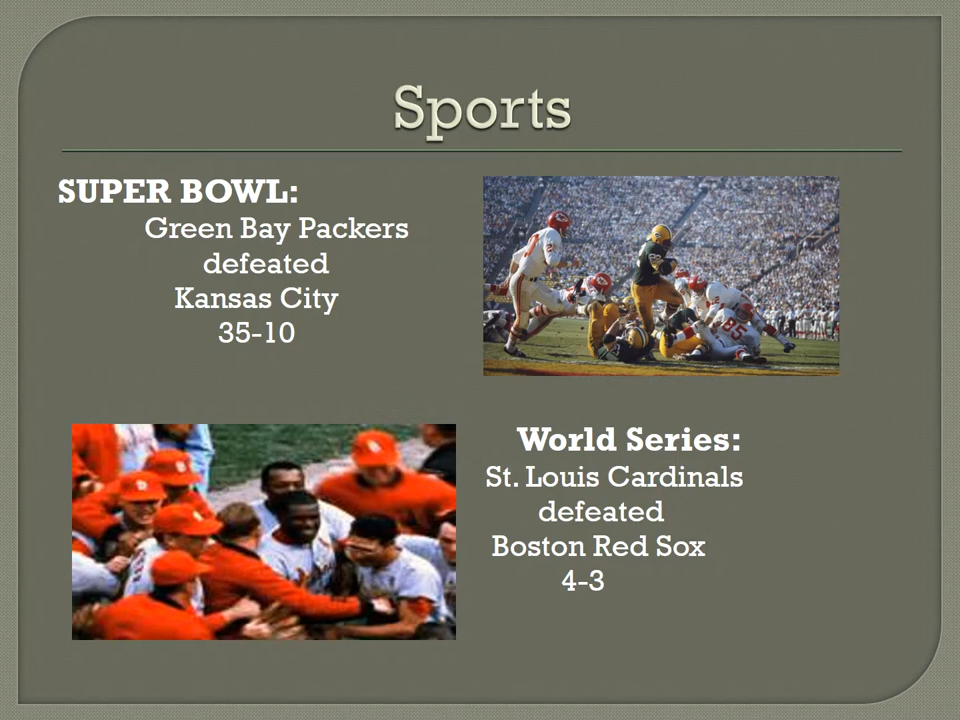 Sports
SUPER BOWL:
Green Bay Packers
defeated
Kansas City
35-10
85
World Series:
St. Louis Cardinals
defeated
Boston Red Sox
4-3